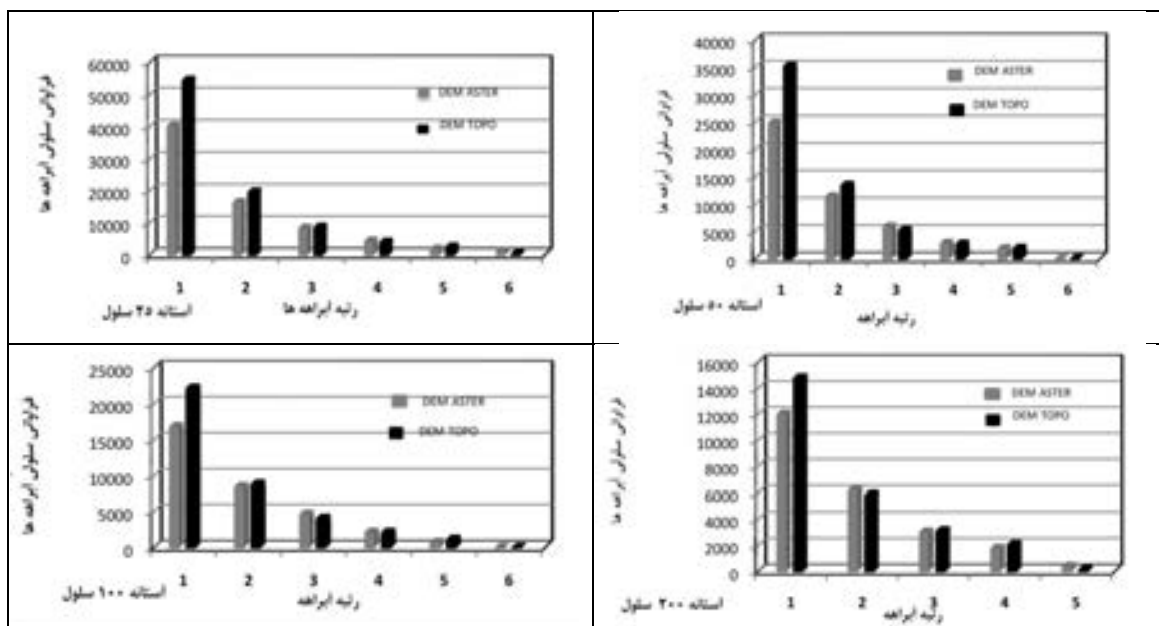 60000
50000
40000
30000
20000
10000
0
فراوانی سلولی آبراهه ها
DEM ASTER
DEM TOPO
1 2 3 4 5 6
رتبه آبراهه ها
آستانه ۲۵ سلول
40000
35000
30000
25000
20000
15000
10000
5000
0
فراوانی سلولی آبراهه ها
DEM ASTER
DEM TOPO
1 2 3 4 5 6
رتبه آبراهه
آستانه ۵۰ سلول
25000
20000
15000
10000
5000
0
فراوانی سلولی آبراهه ها
DEM ASTER
DEM TOPO
1 2 3 4 5 6
رتبه آبراهه
آستانه ۱۰۰ سلول
16000
14000
12000
10000
8000
6000
4000
2000
0
فراوانی سلولی آبراهه ها
DEM ASTER
DEM TOPO
1 2 3 4 5
رتبه آبراهه
آستانه ۲۰۰ سلول